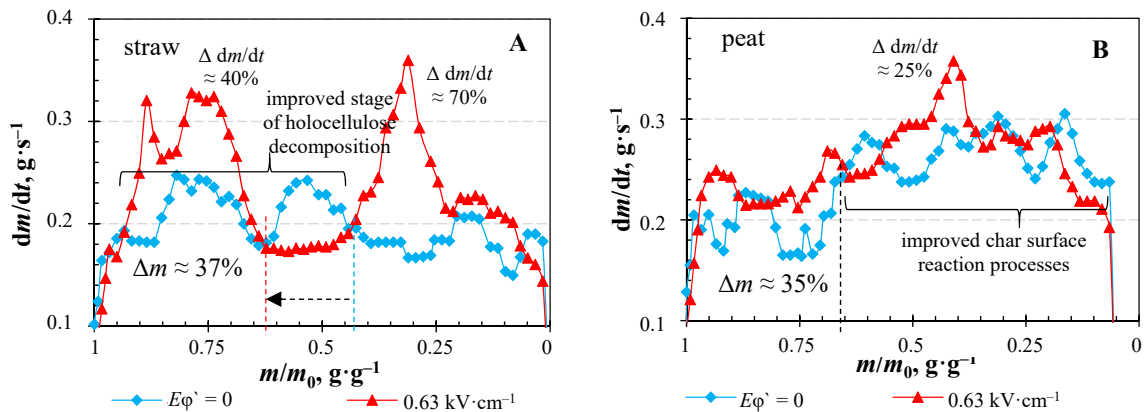 0.4
straw
A
Δ dm/dt
≈ 40%
Δ dm/dt
≈ 70%
improved stage
of holocellulose
decomposition
0.3
0.2
0.1
dm/dt, g·s⁻¹
Δm ≈ 37%
1
0.75
0.5
0.25
0
m/m₀, g·g⁻¹
Eφ` = 0
0.63 kV·cm⁻¹
0.4
peat
B
Δ dm/dt
≈ 25%
0.3
0.2
0.1
dm/dt, g·s⁻¹
improved char surface
reaction processes
Δm ≈ 35%
1
0.75
0.5
0.25
0
m/m₀, g·g⁻¹
Eφ` = 0
0.63 kV·cm⁻¹